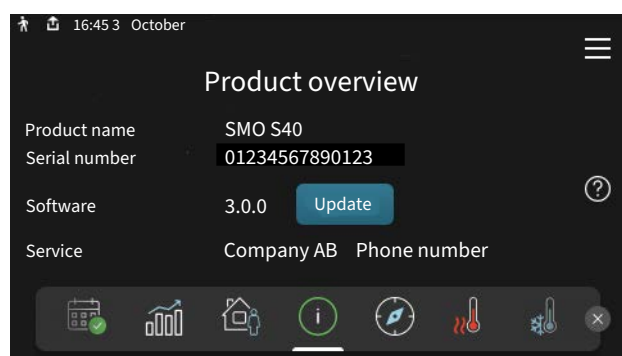 16:45 3 October
Product overview
Product name SMO S40
Serial number 01234567890123
Software 3.0.0 Update
Service Company AB Phone number